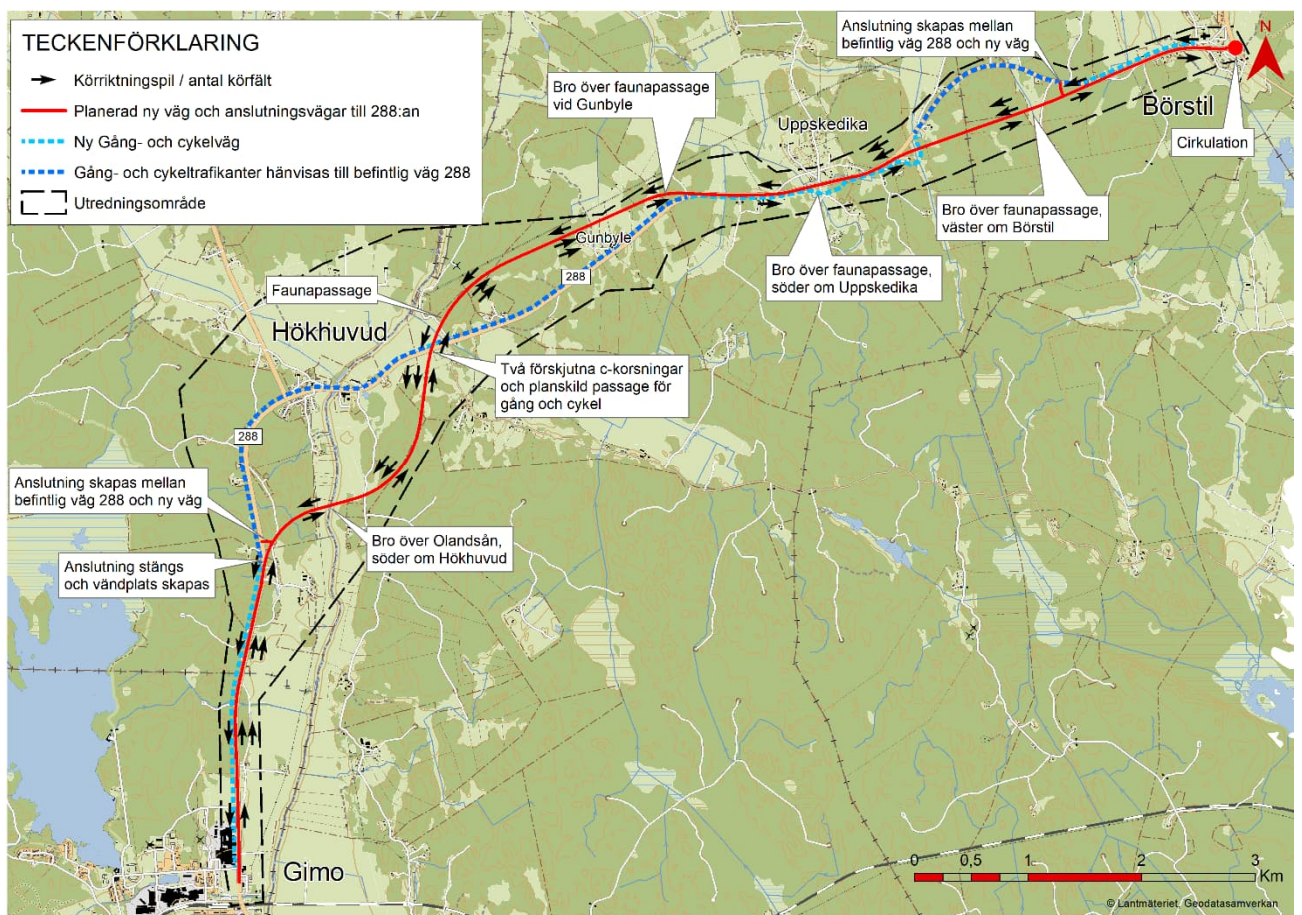 TECKENFÖRKLARING
Körriktningspil / antal körfält
Planerad ny väg och anslutningsvägar till 288:an
Ny Gång- och cykelväg
Gång- och cykeltrafikanter hänvisas till befintlig väg 288
Utredningsområde
Anslutning skapas mellan
befintlig väg 288 och ny väg
N
Bro över faunapassage
vid Gunbyle
Uppskedika
Börstil
Cirkulation
Bro över faunapassage,
väster om Börstil
Gunbyle
Bro över faunapassage,
söder om Uppskedika
288
Faunapassage
Hökhuvud
Två förskjutna c-korsningar
och planskild passage för
gång och cykel
288
Anslutning skapas mellan
befintlig väg 288 och ny väg
Bro över Olandsån,
söder om Hökhuvud
Anslutning stängs
och vändplats skapas
Gimo
0 0,5 1 2 3
Km
© Lantmäteriet, Geodatasamverkan